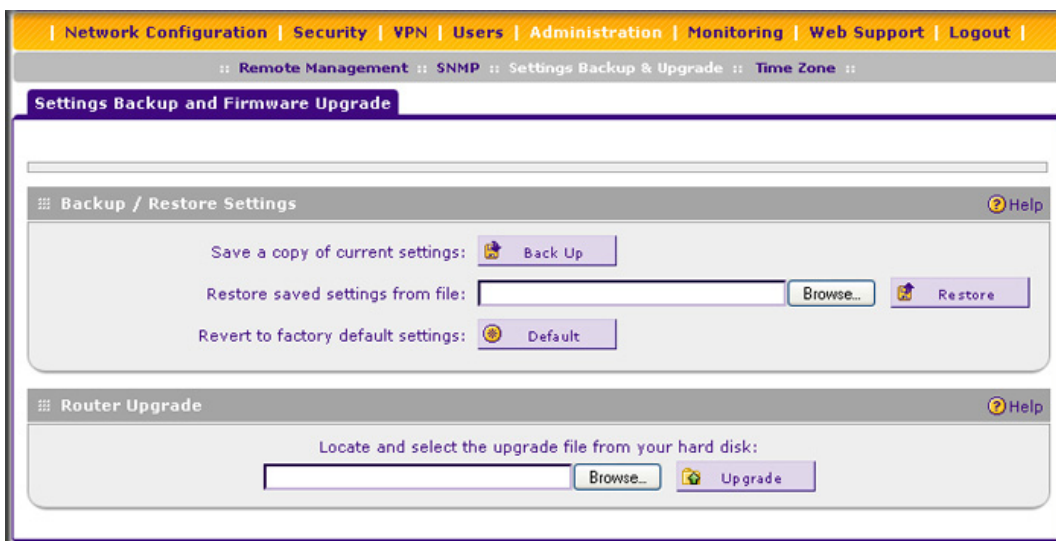 | Network Configuration | Security | VPN | Users | Administration | Monitoring | Web Support | Logout |
:: Remote Management :: SNMP :: Settings Backup & Upgrade :: Time Zone ::
Settings Backup and Firmware Upgrade
Backup / Restore Settings
Help
Save a copy of current settings: Back Up
Restore saved settings from file: Browse... Restore
Revert to factory default settings: Default
Router Upgrade
Help
Locate and select the upgrade file from your hard disk:
Browse... Upgrade